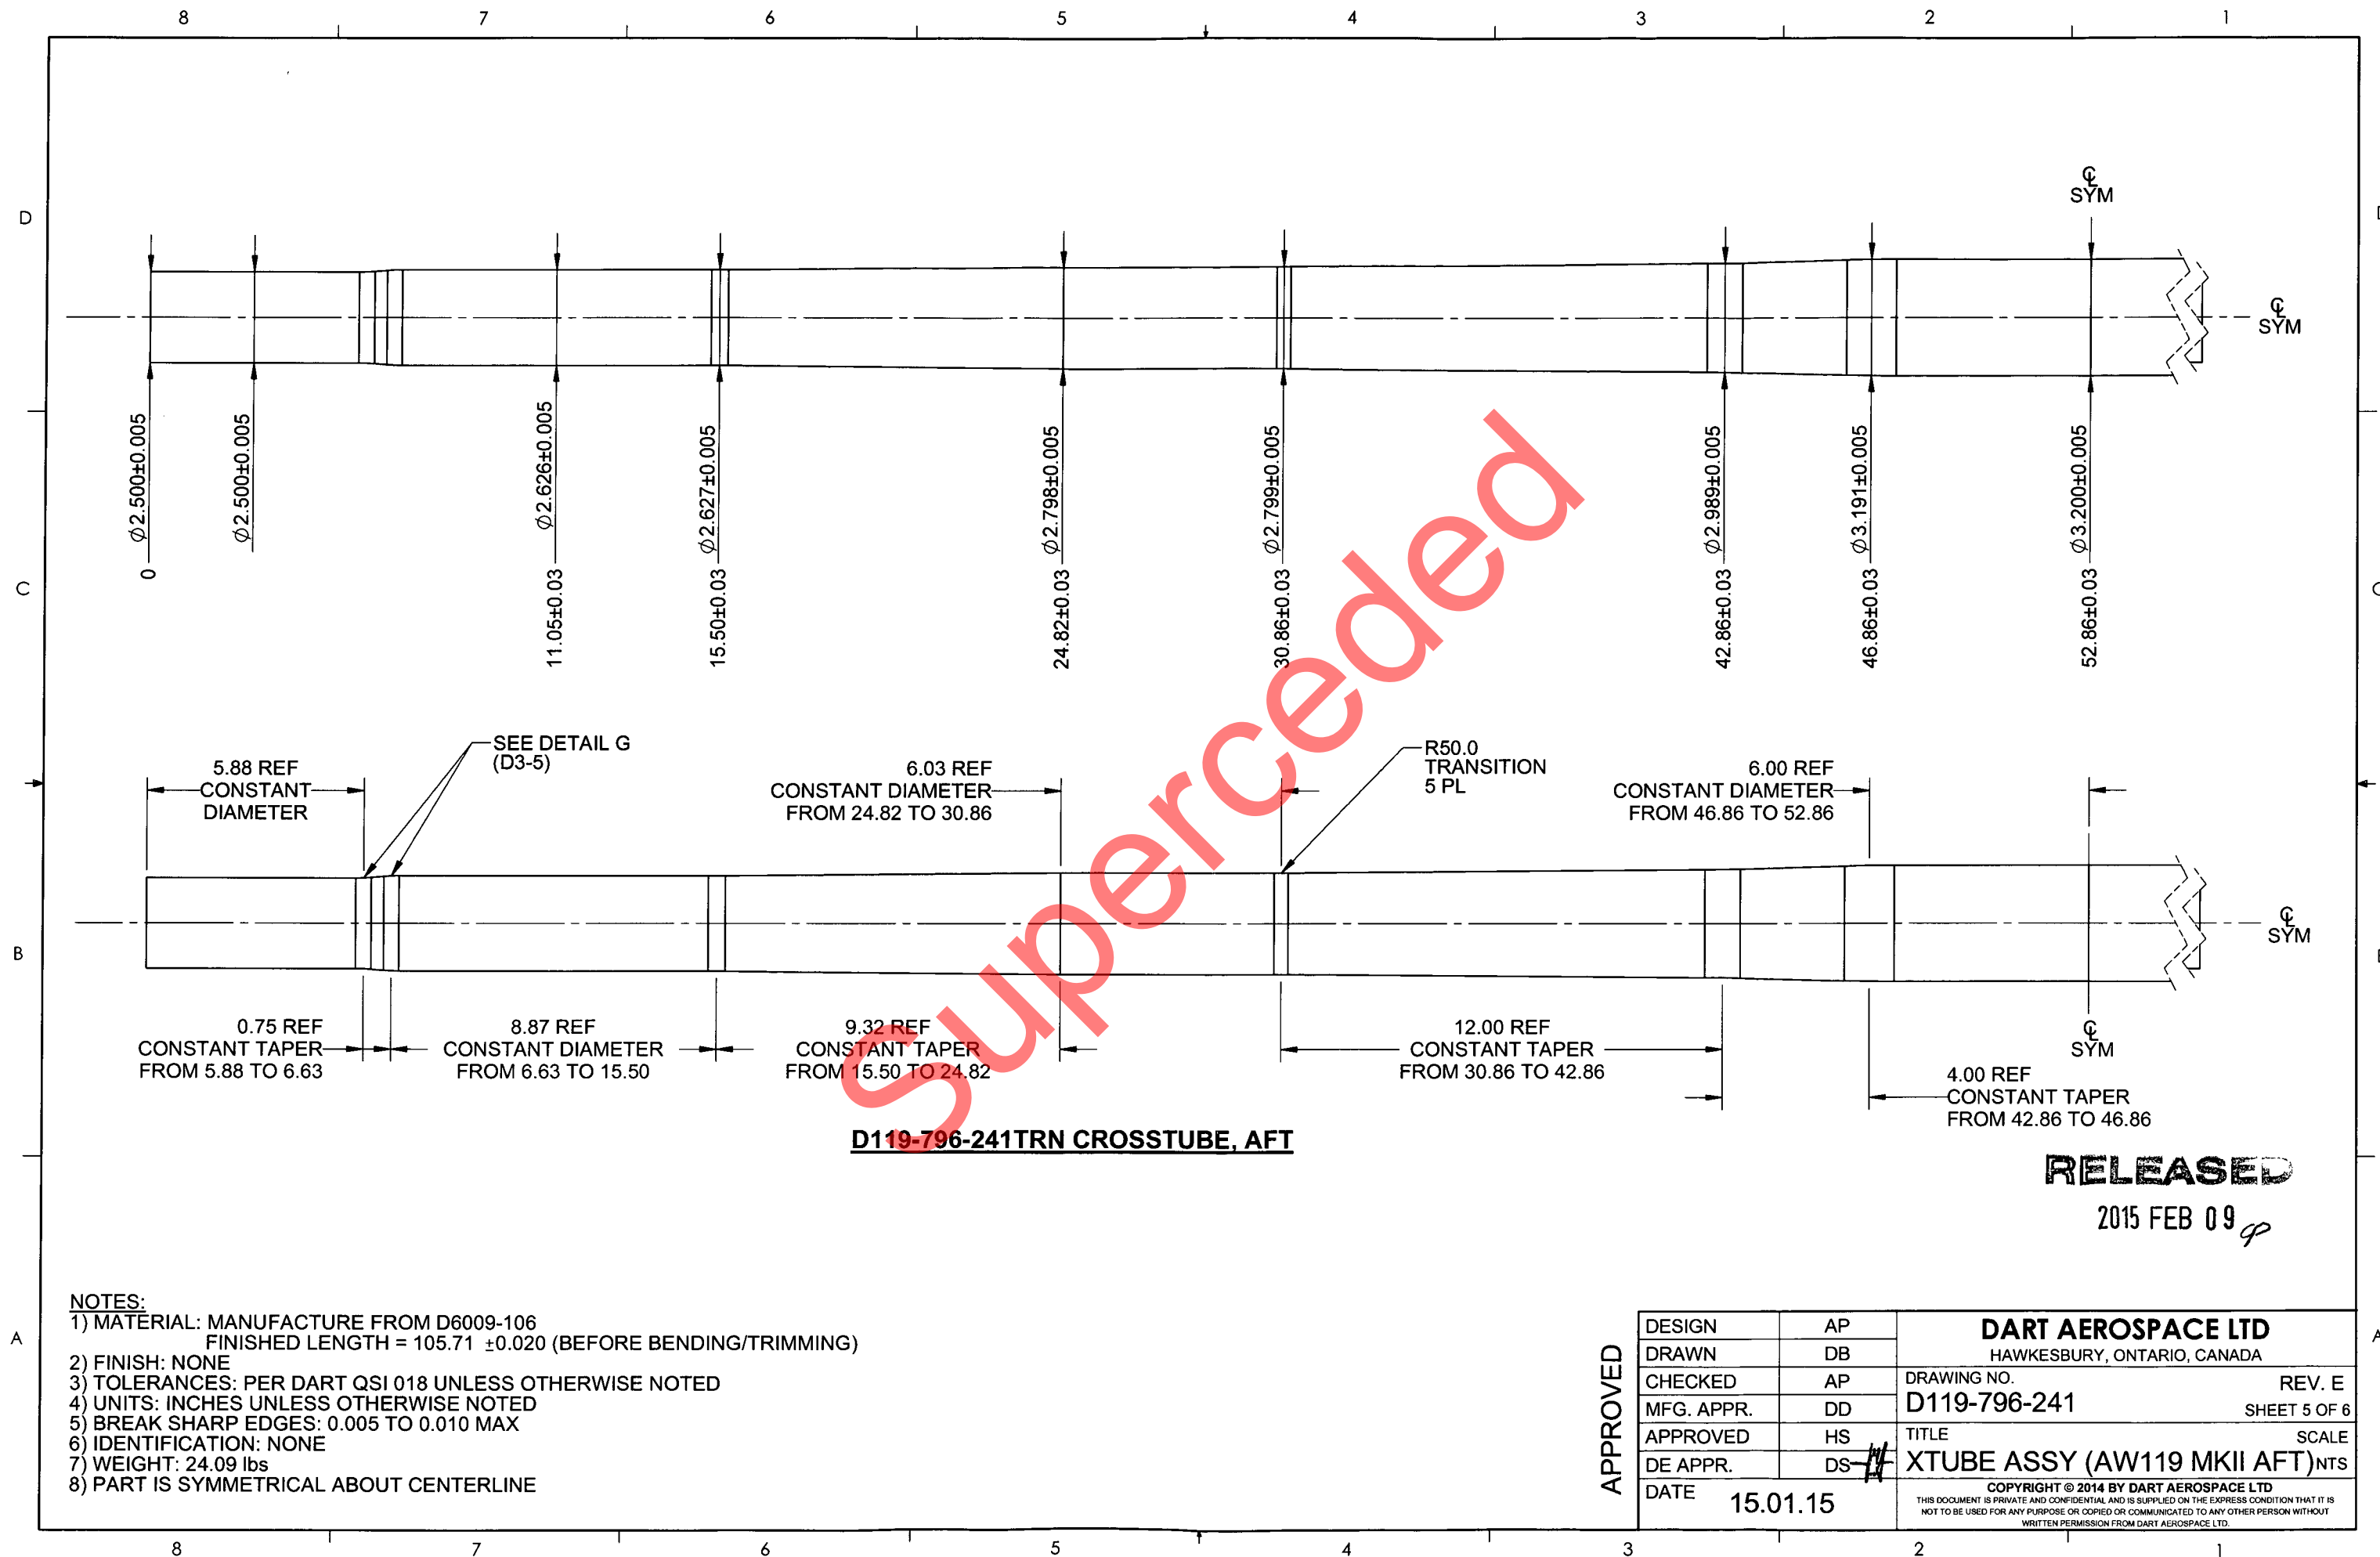 8 7 6 5 4 3 2 1
D
℄
SYM
℄
SYM
Ø2.500±0.005
Ø2.500±0.005
Ø2.626±0.005
Ø2.627±0.005
Ø2.798±0.005
Ø2.799±0.005
Ø2.989±0.005
Ø3.191±0.005
Ø3.200±0.005
C
0
11.05±0.03
15.50±0.03
24.82±0.03
30.86±0.03
42.86±0.03
46.86±0.03
52.86±0.03
Superceded
5.88 REF
CONSTANT
DIAMETER
SEE DETAIL G
(D3-5)
6.03 REF
CONSTANT DIAMETER
FROM 24.82 TO 30.86
R50.0
TRANSITION
5 PL
6.00 REF
CONSTANT DIAMETER
FROM 46.86 TO 52.86
B
℄
SYM
0.75 REF
CONSTANT TAPER
FROM 5.88 TO 6.63
8.87 REF
CONSTANT DIAMETER
FROM 6.63 TO 15.50
9.32 REF
CONSTANT TAPER
FROM 15.50 TO 24.82
12.00 REF
CONSTANT TAPER
FROM 30.86 TO 42.86
℄
SYM
4.00 REF
CONSTANT TAPER
FROM 42.86 TO 46.86
D119-796-241TRN CROSSTUBE, AFT
RELEASED
2015 FEB 09
NOTES:
1) MATERIAL: MANUFACTURE FROM D6009-106
FINISHED LENGTH = 105.71 ±0.020 (BEFORE BENDING/TRIMMING)
2) FINISH: NONE
3) TOLERANCES: PER DART QSI 018 UNLESS OTHERWISE NOTED
4) UNITS: INCHES UNLESS OTHERWISE NOTED
5) BREAK SHARP EDGES: 0.005 TO 0.010 MAX
6) IDENTIFICATION: NONE
7) WEIGHT: 24.09 lbs
8) PART IS SYMMETRICAL ABOUT CENTERLINE
A
A
APPROVED
DESIGN AP
DRAWN DB
CHECKED AP
MFG. APPR. DD
APPROVED HS
DE APPR. DS
DATE 15.01.15
DART AEROSPACE LTD
HAWKESBURY, ONTARIO, CANADA
DRAWING NO.
D119-796-241
REV. E
SHEET 5 OF 6
TITLE
XTUBE ASSY (AW119 MKII AFT)
SCALE
NTS
COPYRIGHT © 2014 BY DART AEROSPACE LTD
THIS DOCUMENT IS PRIVATE AND CONFIDENTIAL AND IS SUPPLIED ON THE EXPRESS CONDITION THAT IT IS
NOT TO BE USED FOR ANY PURPOSE OR COPIED OR COMMUNICATED TO ANY OTHER PERSON WITHOUT
WRITTEN PERMISSION FROM DART AEROSPACE LTD.
8 7 6 5 4 3 2 1